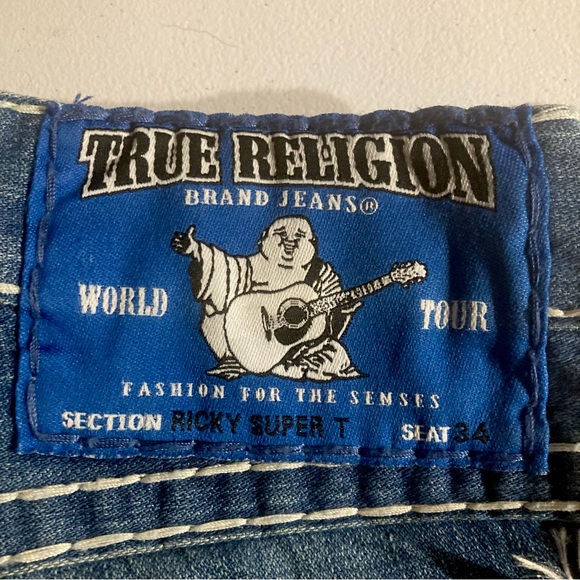 TRUE RELIGION
BRAND JEANS®
WORLD TOUR
FASHION FOR THE SENSES
SECTION RICKY SUPER T SEAT 34